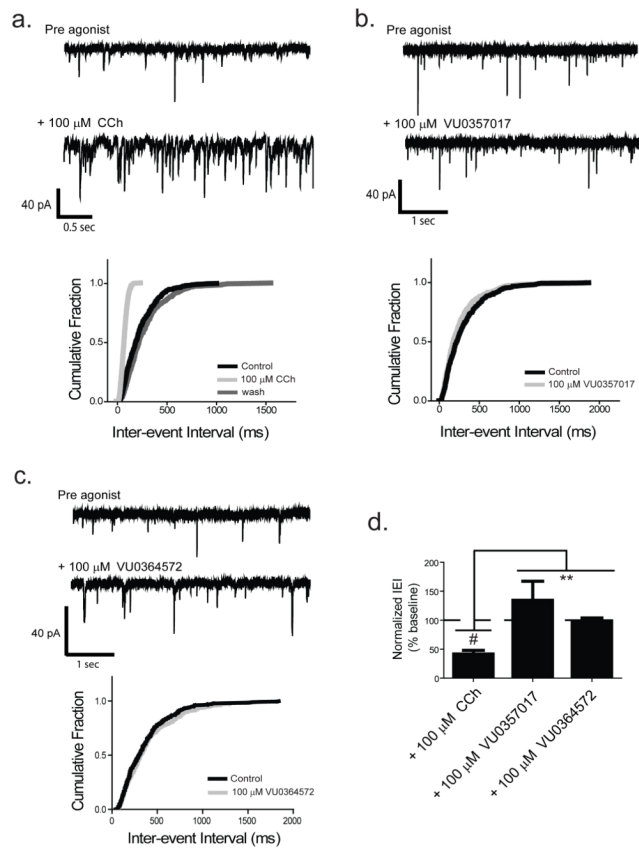 a.
Pre agonist
+ 100 μM CCh
40 pA
0.5 sec
Cumulative Fraction
1.0
0.5
0.0
Control
100 μM CCh
wash
0 500 1000 1500
Inter-event Interval (ms)
b.
Pre agonist
+ 100 μM VU0357017
40 pA
1 sec
Cumulative Fraction
1.0
0.5
0.0
Control
100 μM VU0357017
0 500 1000 1500 2000
Inter-event Interval (ms)
c.
Pre agonist
+ 100 μM VU0364572
40 pA
1 sec
Cumulative Fraction
1.0
0.5
0.0
Control
100 μM VU0364572
0 500 1000 1500 2000
Inter-event Interval (ms)
d.
Normalized IEI
(% baseline)
200
150
100
50
0
**
#
+ 100 μM CCh
+ 100 μM VU0357017
+ 100 μM VU0364572